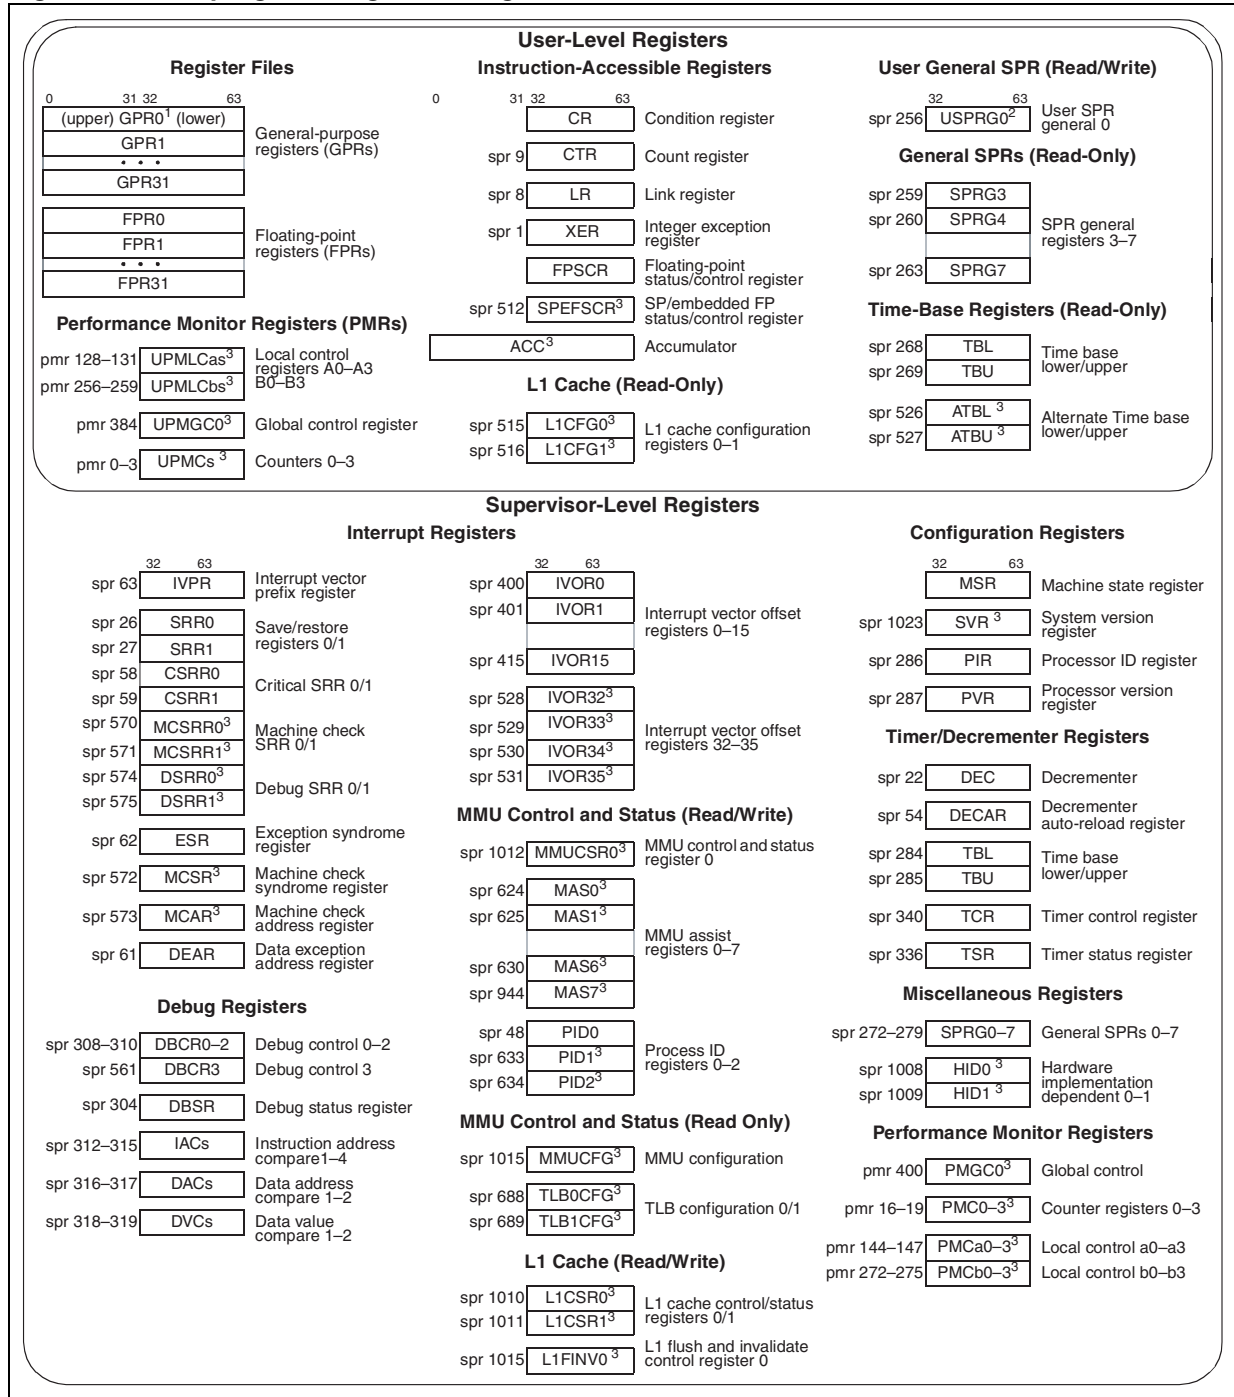 User-Level Registers
Register Files
0 31 32 63
(upper) GPR0¹ (lower)
GPR1
• • •
GPR31
General-purpose
registers (GPRs)
FPR0
FPR1
• • •
FPR31
Floating-point
registers (FPRs)
Performance Monitor Registers (PMRs)
pmr 128–131 UPMLCas³
pmr 256–259 UPMLCbs³
Local control
registers A0–A3
B0–B3
pmr 384 UPMGC0³ Global control register
pmr 0–3 UPMCs ³ Counters 0–3
Instruction-Accessible Registers
0 31 32 63
CR Condition register
spr 9 CTR Count register
spr 8 LR Link register
spr 1 XER Integer exception
register
FPSCR Floating-point
status/control register
spr 512 SPEFSCR³ SP/embedded FP
status/control register
ACC³ Accumulator
L1 Cache (Read-Only)
spr 515 L1CFG0³
spr 516 L1CFG1³
L1 cache configuration
registers 0–1
User General SPR (Read/Write)
32 63
spr 256 USPRG0² User SPR
general 0
General SPRs (Read-Only)
spr 259 SPRG3
spr 260 SPRG4
spr 263 SPRG7
SPR general
registers 3–7
Time-Base Registers (Read-Only)
spr 268 TBL
spr 269 TBU
Time base
lower/upper
spr 526 ATBL ³
spr 527 ATBU ³
Alternate Time base
lower/upper
Supervisor-Level Registers
Interrupt Registers
32 63
spr 63 IVPR Interrupt vector
prefix register
spr 26 SRR0
spr 27 SRR1
Save/restore
registers 0/1
spr 58 CSRR0
spr 59 CSRR1
Critical SRR 0/1
spr 570 MCSRR0³
spr 571 MCSRR1³
Machine check
SRR 0/1
spr 574 DSRR0³
spr 575 DSRR1³
Debug SRR 0/1
spr 62 ESR Exception syndrome
register
spr 572 MCSR³ Machine check
syndrome register
spr 573 MCAR³ Machine check
address register
spr 61 DEAR Data exception
address register
Debug Registers
spr 308–310 DBCR0–2 Debug control 0–2
spr 561 DBCR3 Debug control 3
spr 304 DBSR Debug status register
spr 312–315 IACs Instruction address
compare1–4
spr 316–317 DACs Data address
compare 1–2
spr 318–319 DVCs Data value
compare 1–2
32 63
spr 400 IVOR0
spr 401 IVOR1
spr 415 IVOR15
Interrupt vector offset
registers 0–15
spr 528 IVOR32³
spr 529 IVOR33³
spr 530 IVOR34³
spr 531 IVOR35³
Interrupt vector offset
registers 32–35
MMU Control and Status (Read/Write)
spr 1012 MMUCSR0³ MMU control and status
register 0
spr 624 MAS0³
spr 625 MAS1³
spr 630 MAS6³
spr 944 MAS7³
MMU assist
registers 0–7
spr 48 PID0
spr 633 PID1³
spr 634 PID2³
Process ID
registers 0–2
MMU Control and Status (Read Only)
spr 1015 MMUCFG³ MMU configuration
spr 688 TLB0CFG³
spr 689 TLB1CFG³
TLB configuration 0/1
L1 Cache (Read/Write)
spr 1010 L1CSR0³
spr 1011 L1CSR1³
L1 cache control/status
registers 0/1
spr 1015 L1FINV0 ³ L1 flush and invalidate
control register 0
Configuration Registers
32 63
MSR Machine state register
spr 1023 SVR ³ System version
register
spr 286 PIR Processor ID register
spr 287 PVR Processor version
register
Timer/Decrementer Registers
spr 22 DEC Decrementer
spr 54 DECAR Decrementer
auto-reload register
spr 284 TBL
spr 285 TBU
Time base
lower/upper
spr 340 TCR Timer control register
spr 336 TSR Timer status register
Miscellaneous Registers
spr 272–279 SPRG0–7 General SPRs 0–7
spr 1008 HID0 ³
spr 1009 HID1 ³
Hardware
implementation
dependent 0–1
Performance Monitor Registers
pmr 400 PMGC0³ Global control
pmr 16–19 PMC0–3³ Counter registers 0–3
pmr 144–147 PMCa0–3³ Local control a0–a3
pmr 272–275 PMCb0–3³ Local control b0–b3